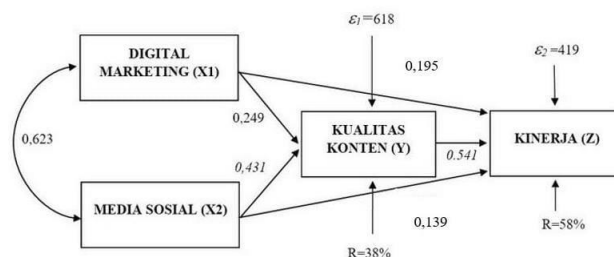 ε₁=618
DIGITAL
MARKETING (X1)
0,195
ε₂=419
0,249
KUALITAS
KONTEN (Y)
KINERJA (Z)
0,623
0,431
0.541
MEDIA SOSIAL (X2)
0,139
R=38%
R=58%